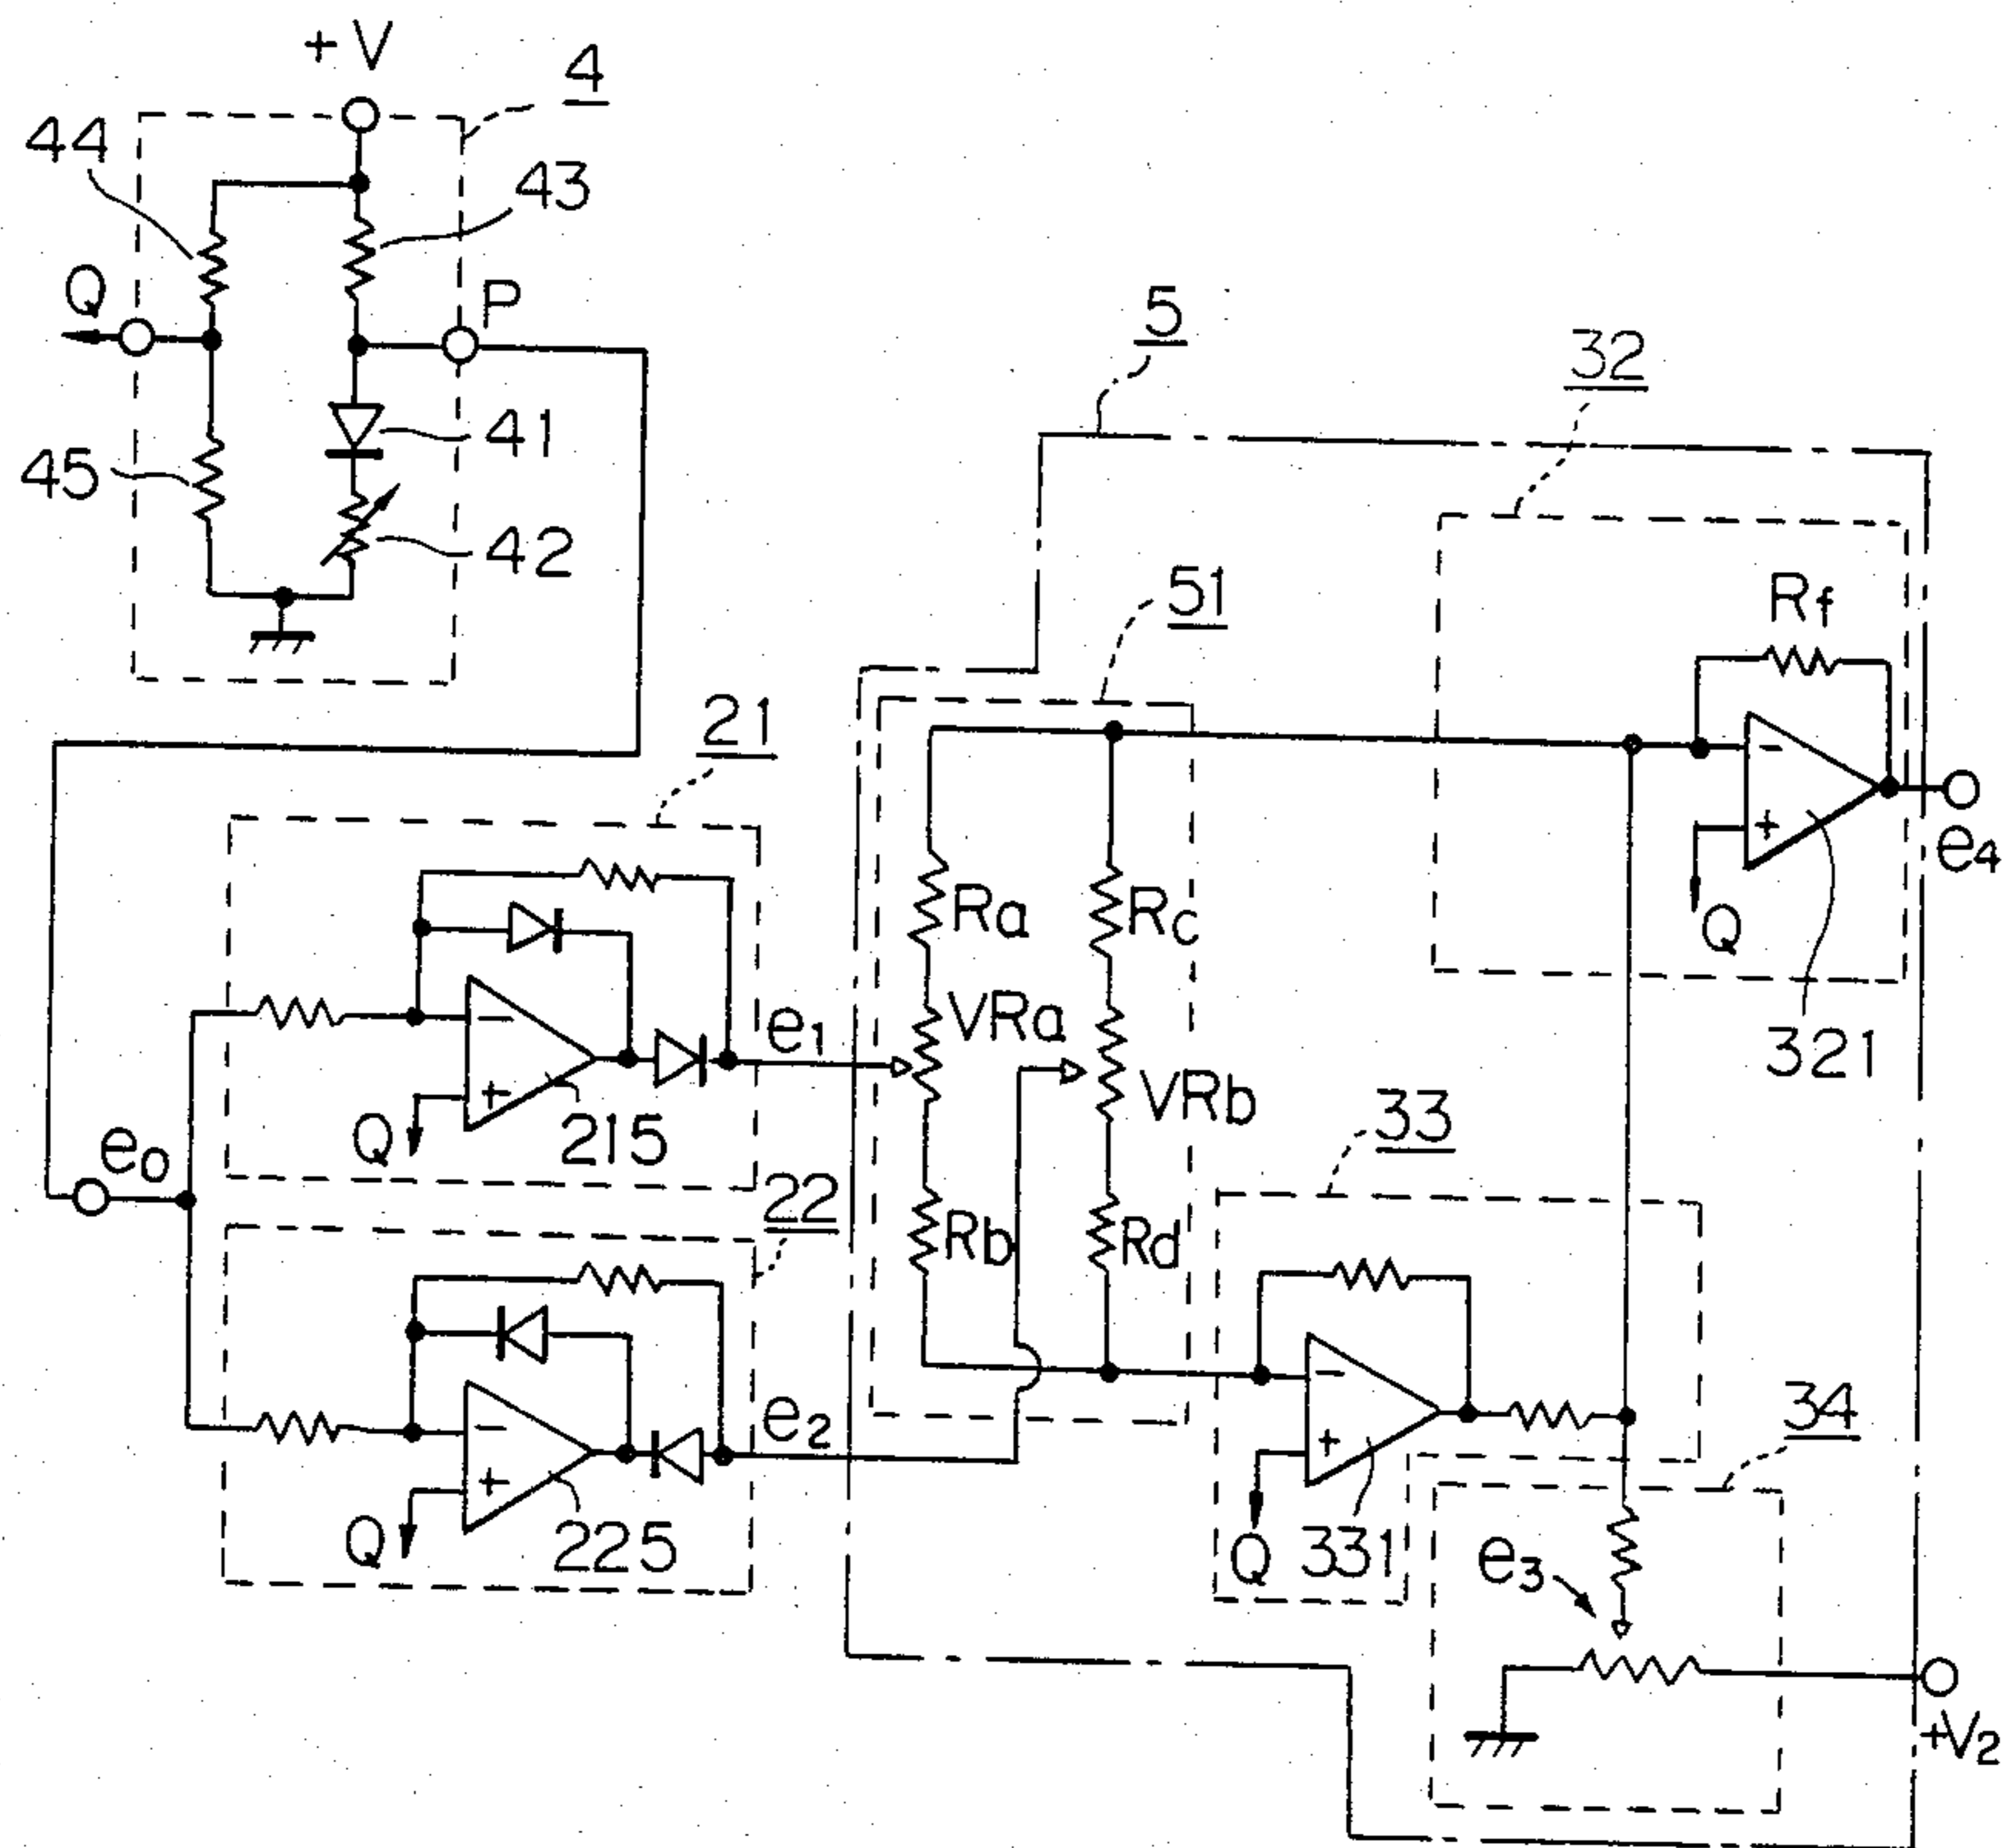 +V
4
44
43
Q
P
5
32
41
45
42
51
Rf
21
−
+
e4
Ra
Rc
Q
VRa
e1
321
−
+
VRb
33
Q
215
e0
22
Rb
Rd
−
34
e2
−
+
+
Q
225
Q
331
e3
+V2